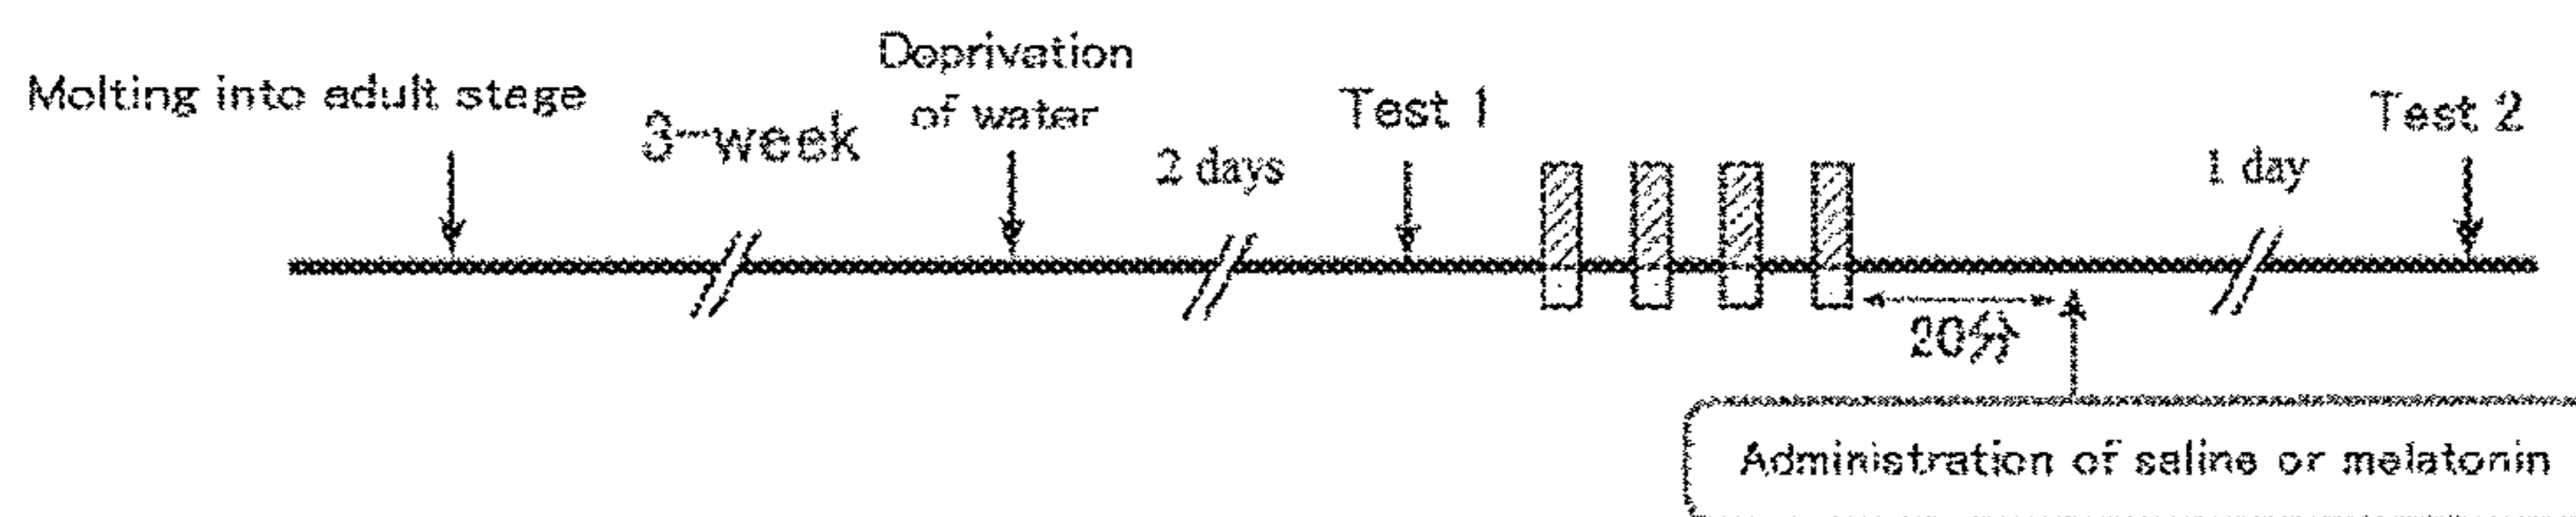 Molting into adult stage
3-week
Deprivation
of water
2 days
Test 1
20分
Administration of saline or melatonin
1 day
Test 2